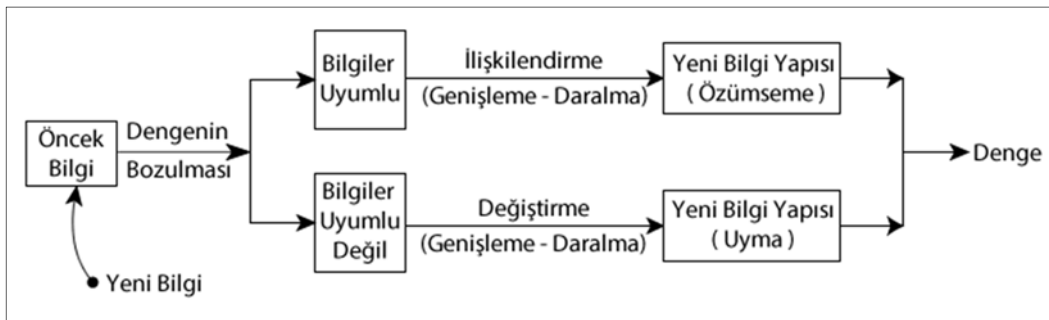 Öncek
Bilgi
Yeni Bilgi
Dengenin
Bozulması
Bilgiler
Uyumlu
İlişkilendirme
(Genişleme - Daralma)
Yeni Bilgi Yapısı
( Özümseme )
Bilgiler
Uyumlu
Değil
Değiştirme
(Genişleme - Daralma)
Yeni Bilgi Yapısı
( Uyma )
Denge